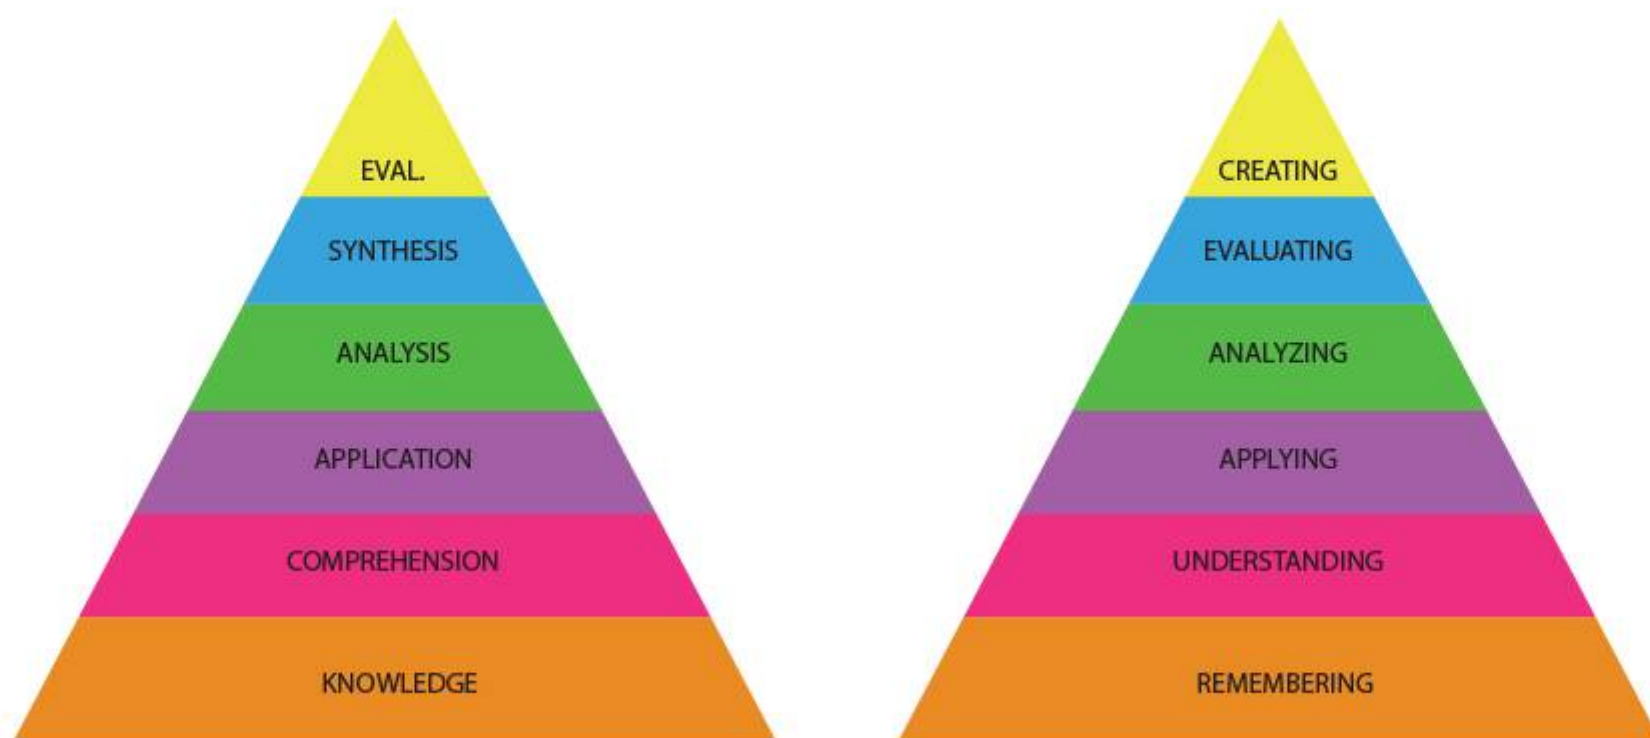 EVAL.
SYNTHESIS
ANALYSIS
APPLICATION
COMPREHENSION
KNOWLEDGE
CREATING
EVALUATING
ANALYZING
APPLYING
UNDERSTANDING
REMEMBERING